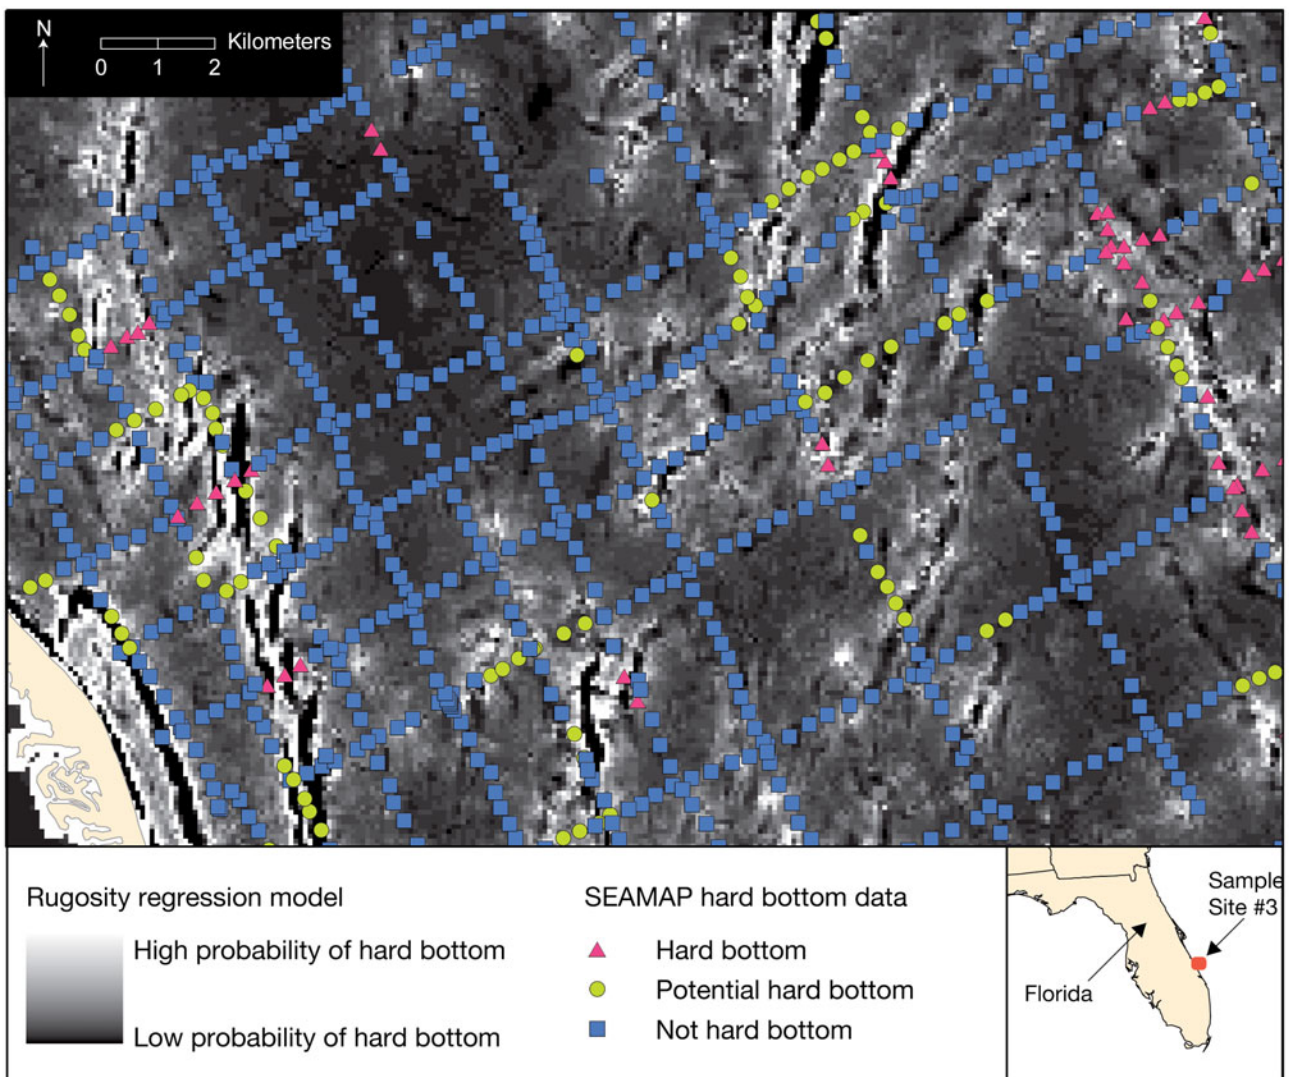 N
Kilometers
0 1 2
Rugosity regression model
High probability of hard bottom
Low probability of hard bottom
SEAMAP hard bottom data
Hard bottom
Potential hard bottom
Not hard bottom
Sample
Site #3
Florida